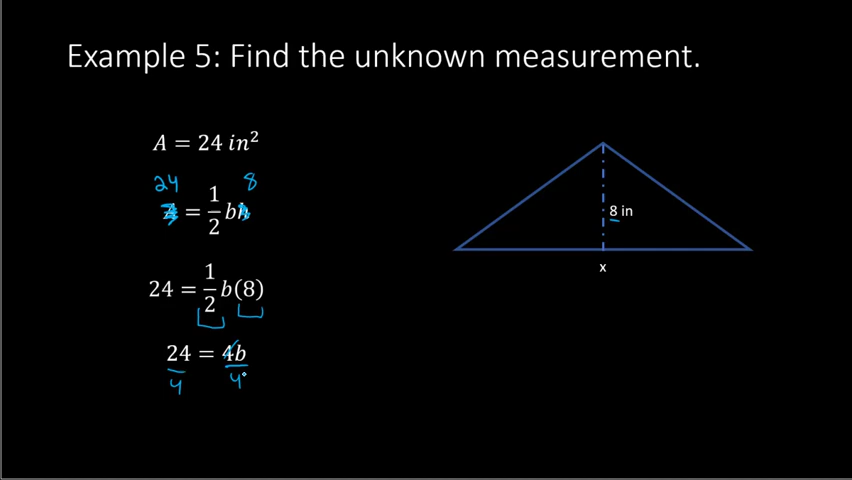 Example 5: Find the unknown measurement.
A = 24 in²
24 8
= 1/2 b
24 = 1/2 b(8)
24 = 4b
4 4
8 in
x